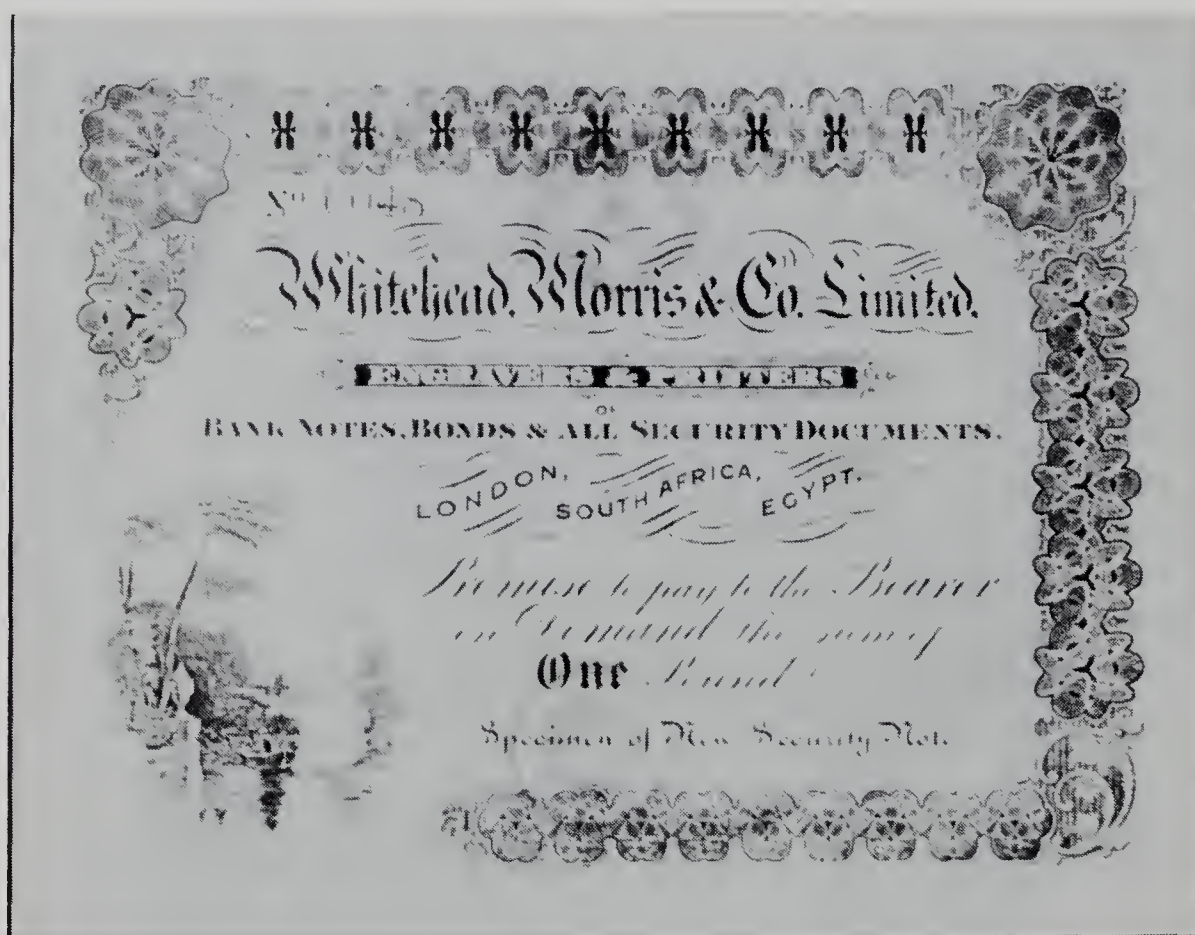 No
Whitehead, Morris & Co. Limited.
ENGRAVERS & PRINTERS
OF
BANK NOTES, BONDS & ALL SECURITY DOCUMENTS.
LONDON, SOUTH AFRICA, EGYPT.
Promise to pay to the Bearer
on Demand the sum of
One Pound
Specimen of New Security Note